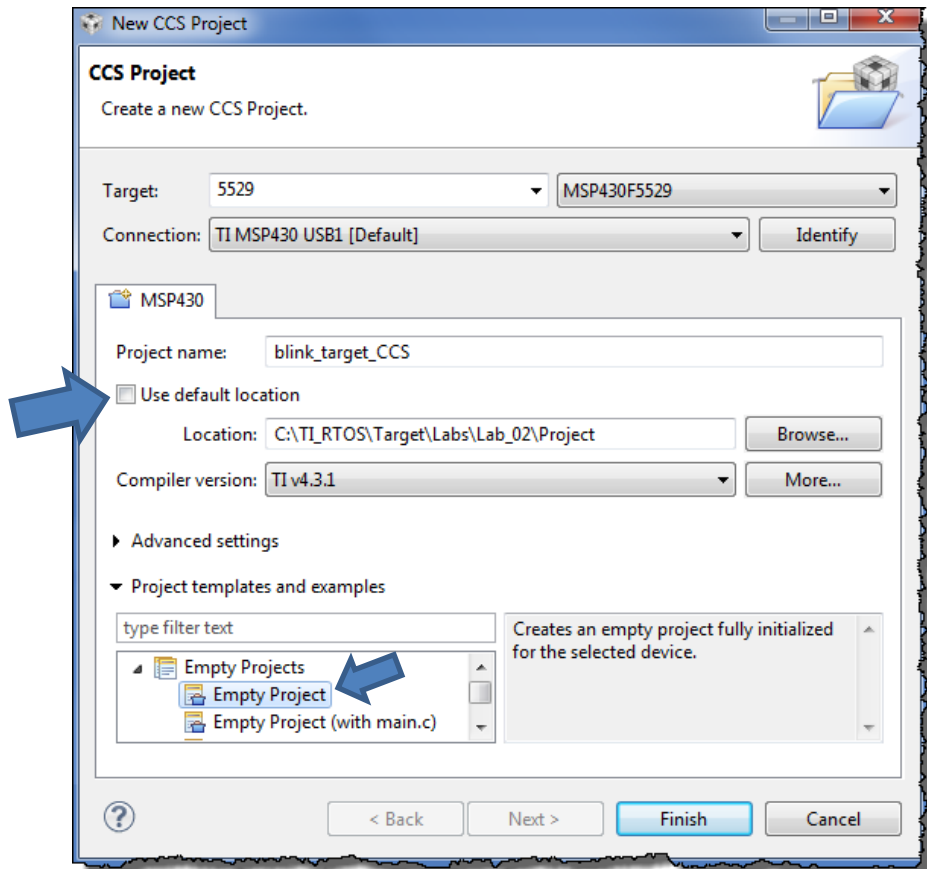 New CCS Project
CCS Project
Create a new CCS Project.
Target: 5529 MSP430F5529
Connection: TI MSP430 USB1 [Default] Identify
MSP430
Project name: blink_target_CCS
Use default location
Location: C:\TI_RTOS\Target\Labs\Lab_02\Project Browse...
Compiler version: TI v4.3.1 More...
Advanced settings
Project templates and examples
type filter text
Empty Projects
Empty Project
Empty Project (with main.c)
Creates an empty project fully initialized
for the selected device.
? < Back Next > Finish Cancel